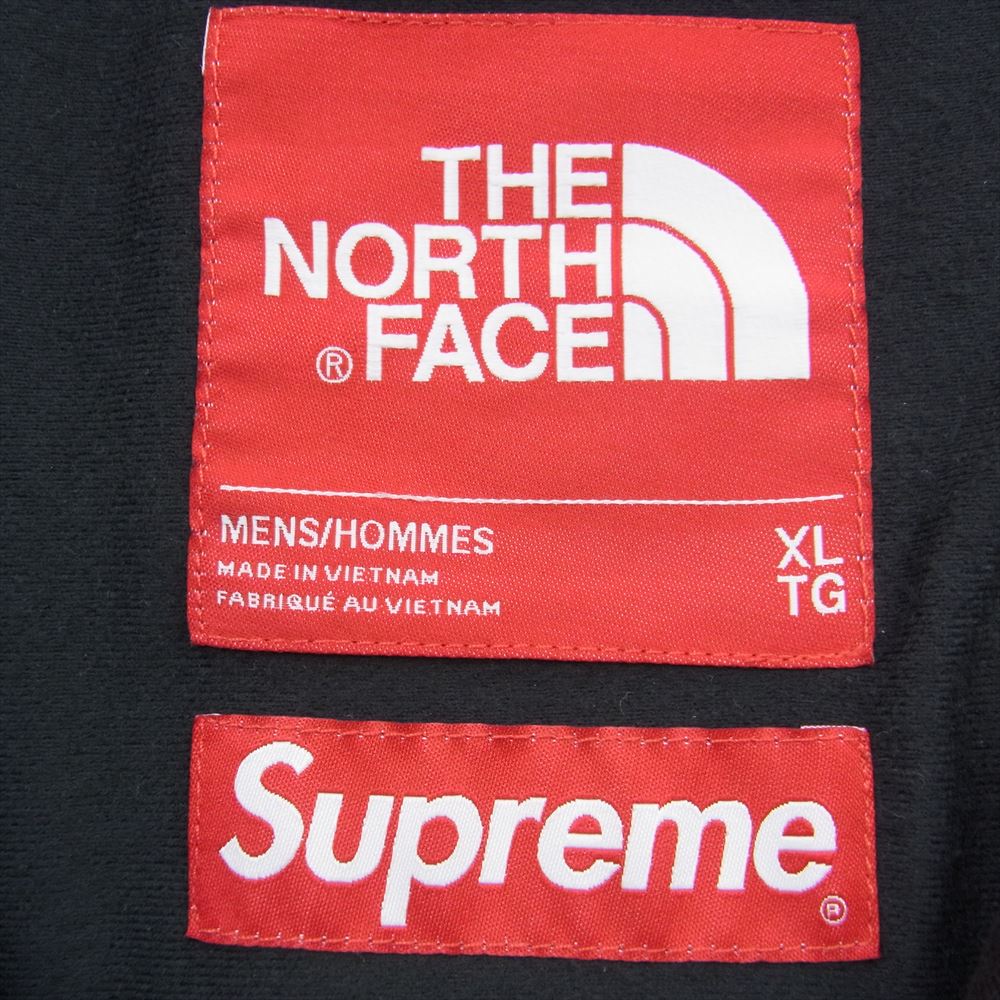 THE
NORTH
® FACE
MENS/HOMMES
MADE IN VIETNAM
FABRIQUÉ AU VIETNAM
XL
TG
Supreme ®